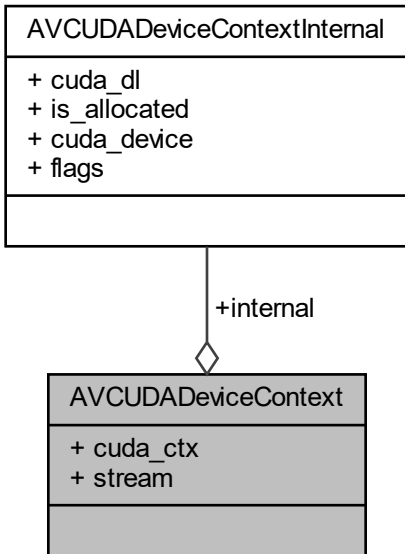 AVCUDADeviceContextInternal
+ cuda_dl
+ is_allocated
+ cuda_device
+ flags
+internal
AVCUDADeviceContext
+ cuda_ctx
+ stream